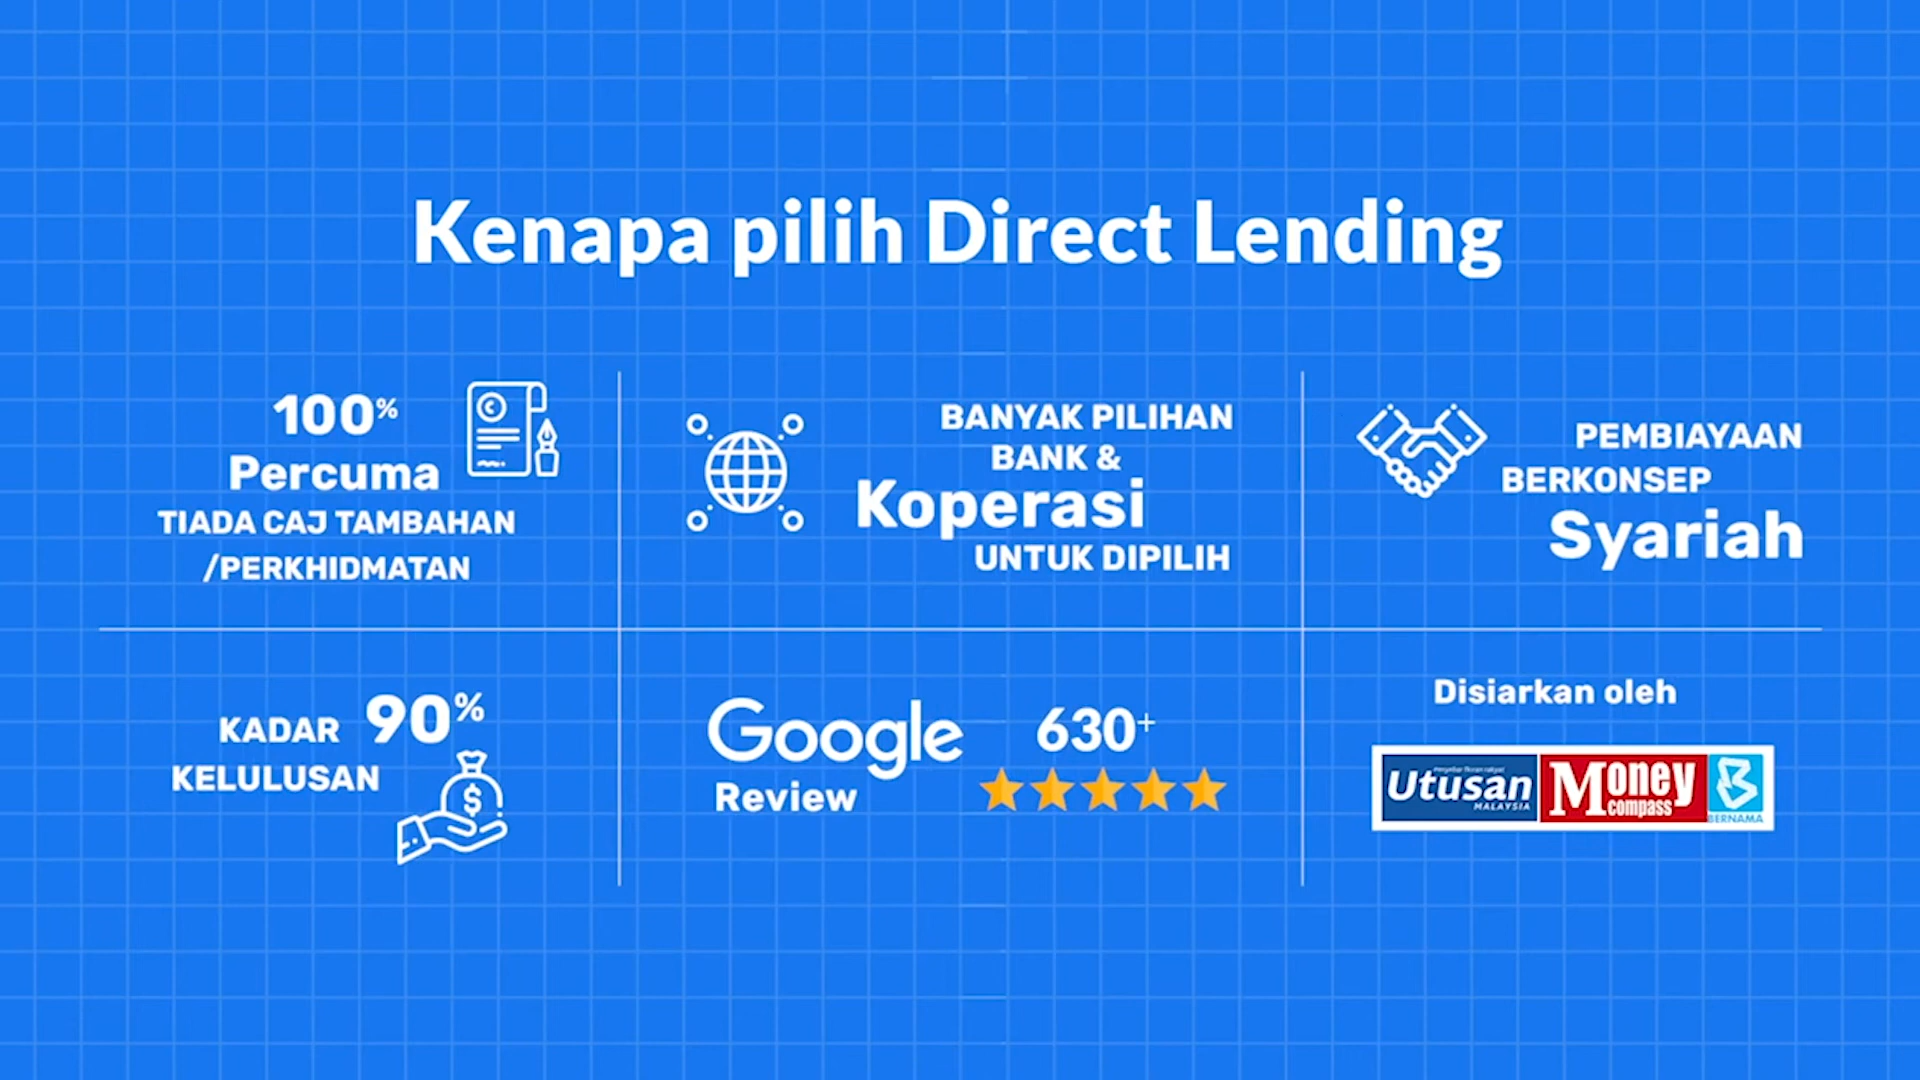 Kenapa pilih Direct Lending
100%
Percuma
TIADA CAJ TAMBAHAN
/PERKHIDMATAN
BANYAK PILIHAN
BANK &
Koperasi
UNTUK DIPILIH
PEMBIAYAAN
BERKONSEP
Syariah
KADAR 90%
KELULUSAN
Google
Review
630+
Disiarkan oleh
Utusan
MALAYSIA
Money
compass
BERNAMA